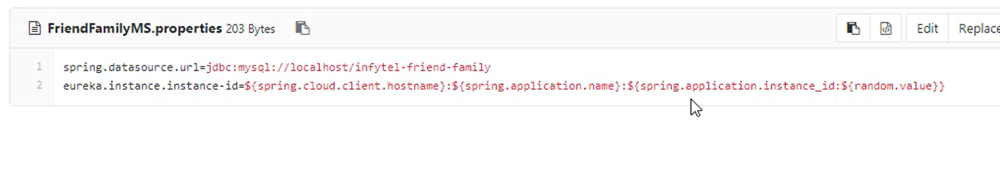 FriendFamilyMS.properties 203 Bytes Edit Replace
1 spring.datasource.url=jdbc:mysql://localhost/infytel-friend-family
2 eureka.instance.instance-id=${spring.cloud.client.hostname}:${spring.application.name}:${spring.application.instance_id:${random.value}}